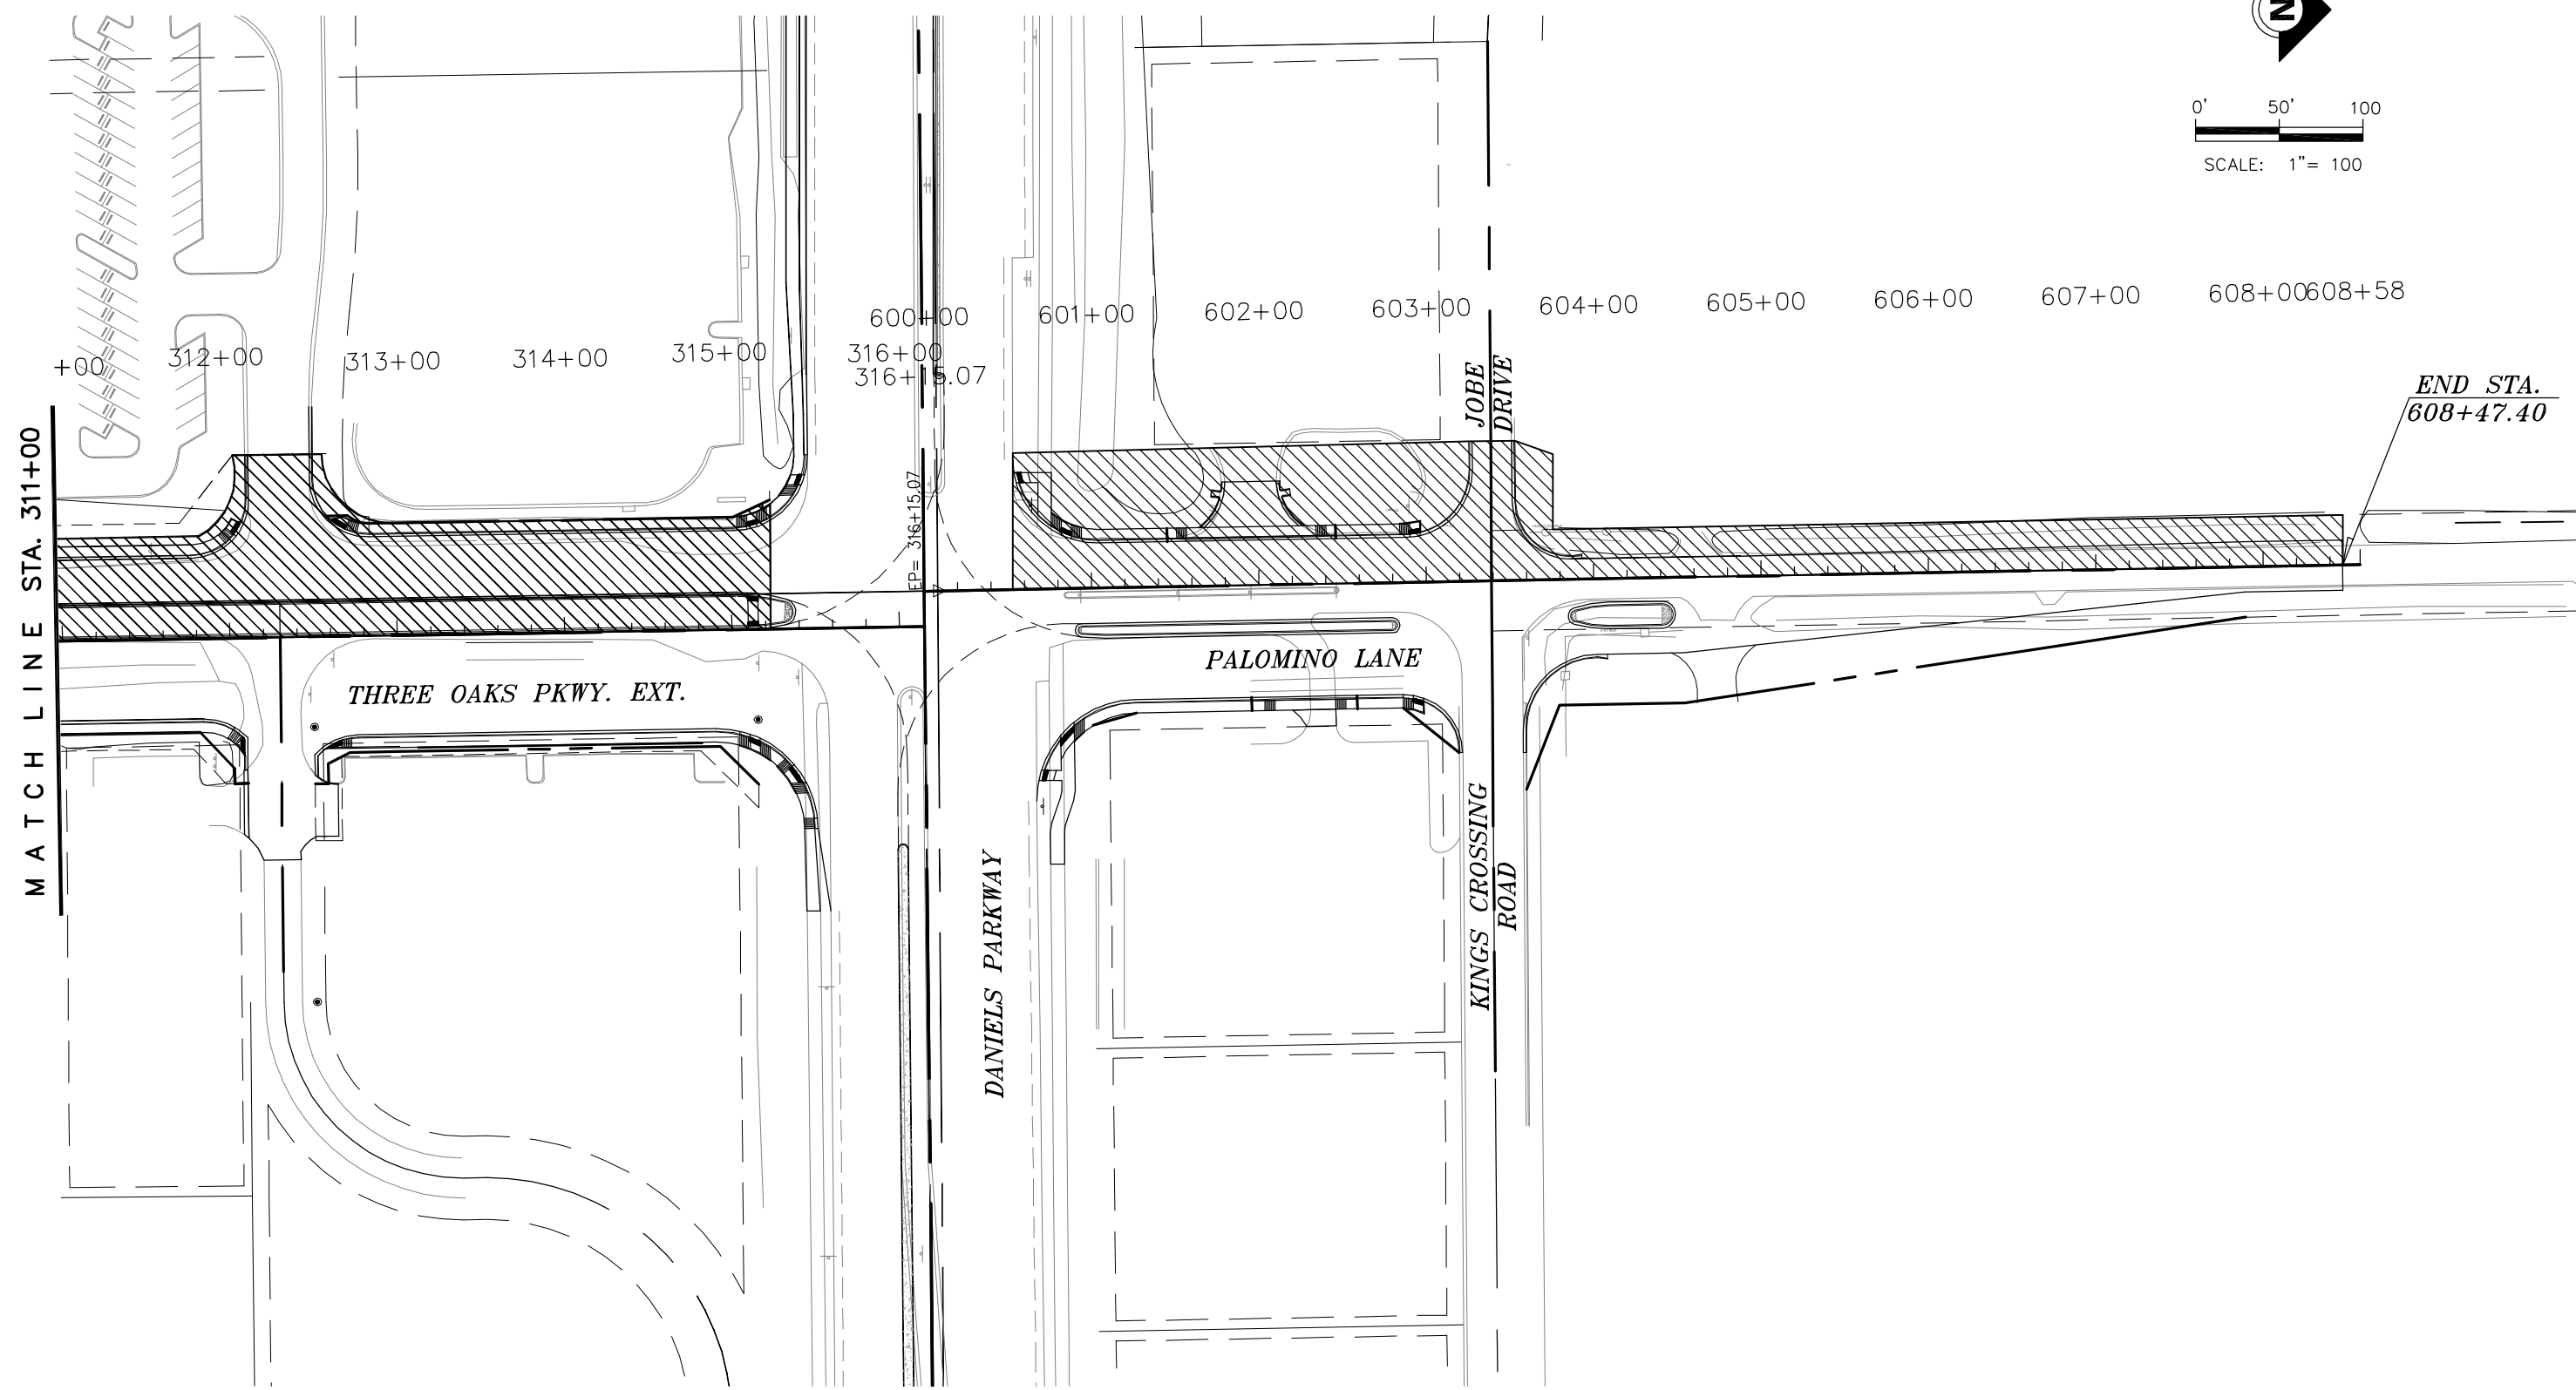 N
0' 50' 100
SCALE: 1"= 100
600+00 601+00 602+00 603+00 604+00 605+00 606+00 607+00 608+00 608+58
+00 312+00 313+00 314+00 315+00 316+00
316+15.07
JOBE
DRIVE
END STA.
608+47.40
MATCH LINE STA. 311+00
EP= 316+15.07
PALOMINO LANE
THREE OAKS PKWY. EXT.
DANIELS PARKWAY
KINGS CROSSING
ROAD